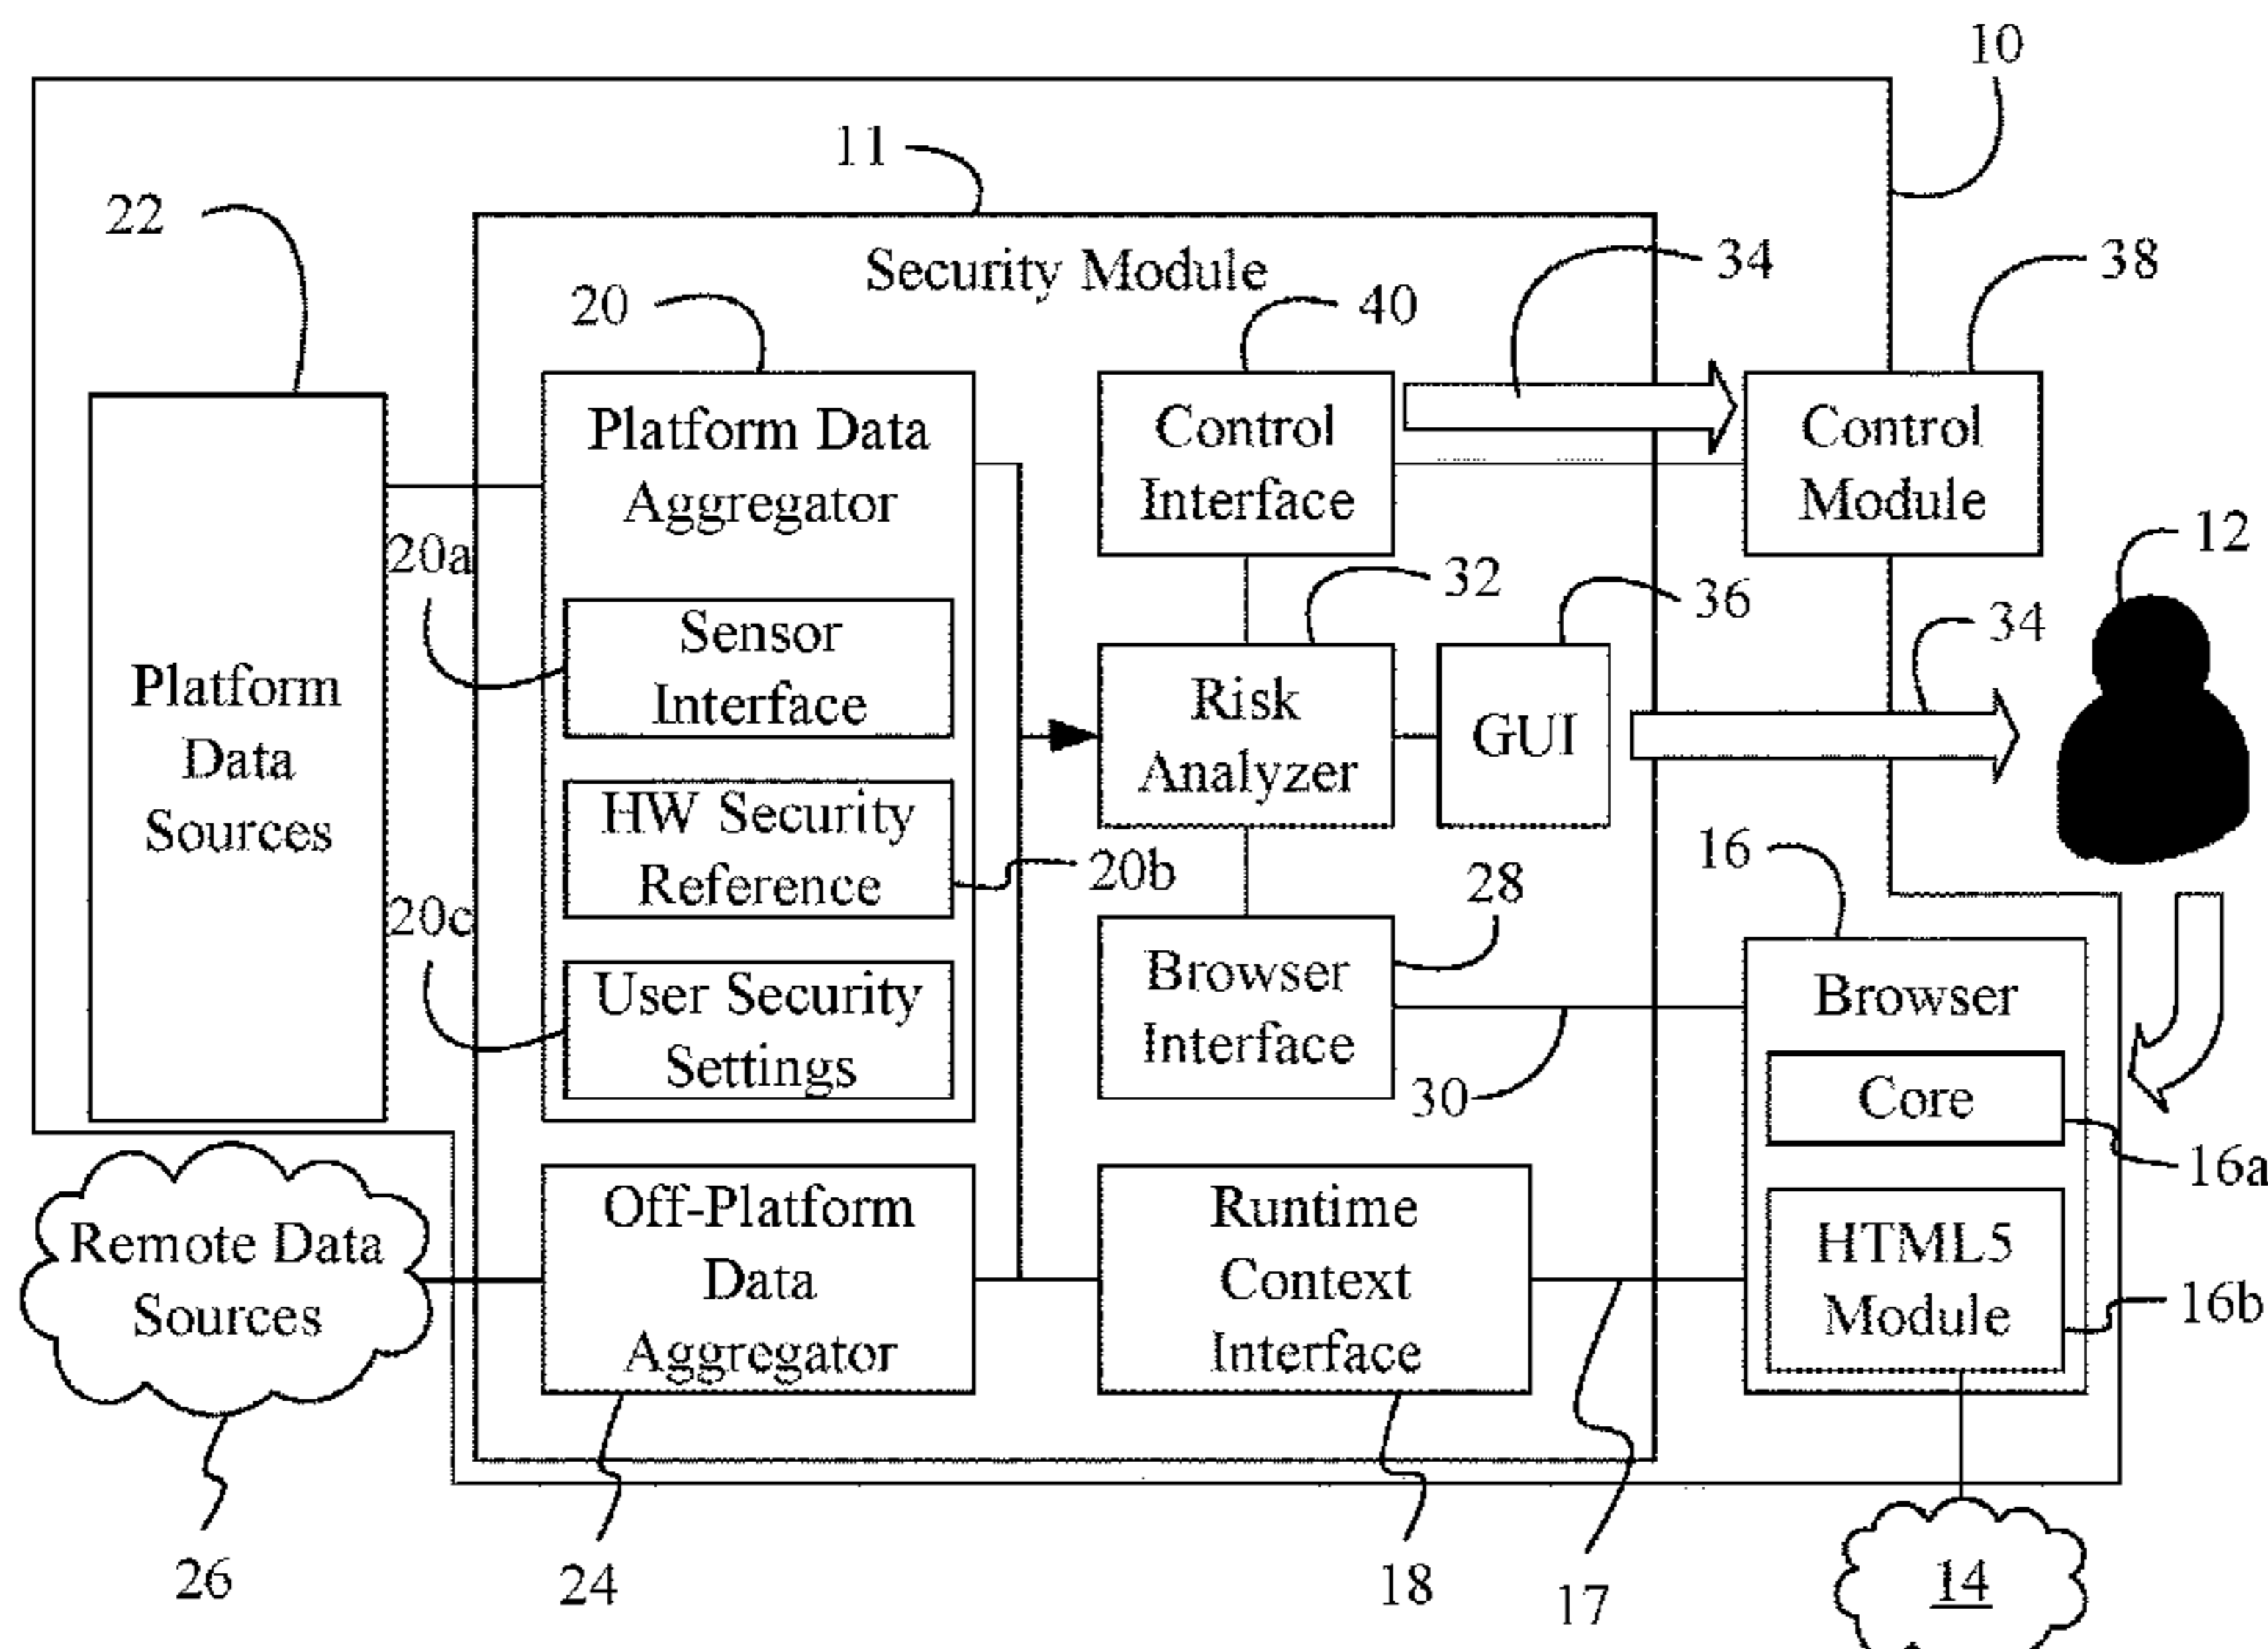 10
11
22
Security Module
34
38
20
40
Platform Data
Aggregator
Control
Interface
Control
Module
12
20a
32
36
34
Sensor
Interface
Platform
Data
Sources
Risk
Analyzer
GUI
HW Security
Reference
20b
28
16
20c
User Security
Settings
Browser
Interface
30
Browser
Core
16a
Remote Data
Sources
Off-Platform
Data
Aggregator
Runtime
Context
Interface
HTML5
Module
16b
26
24
18
17
14